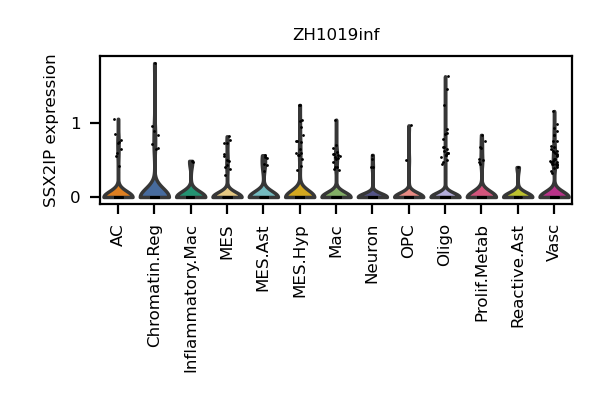 ZH1019inf
SSX2IP expression
1
0
AC
Chromatin.Reg
Inflammatory.Mac
MES
MES.Ast
MES.Hyp
Mac
Neuron
OPC
Oligo
Prolif.Metab
Reactive.Ast
Vasc